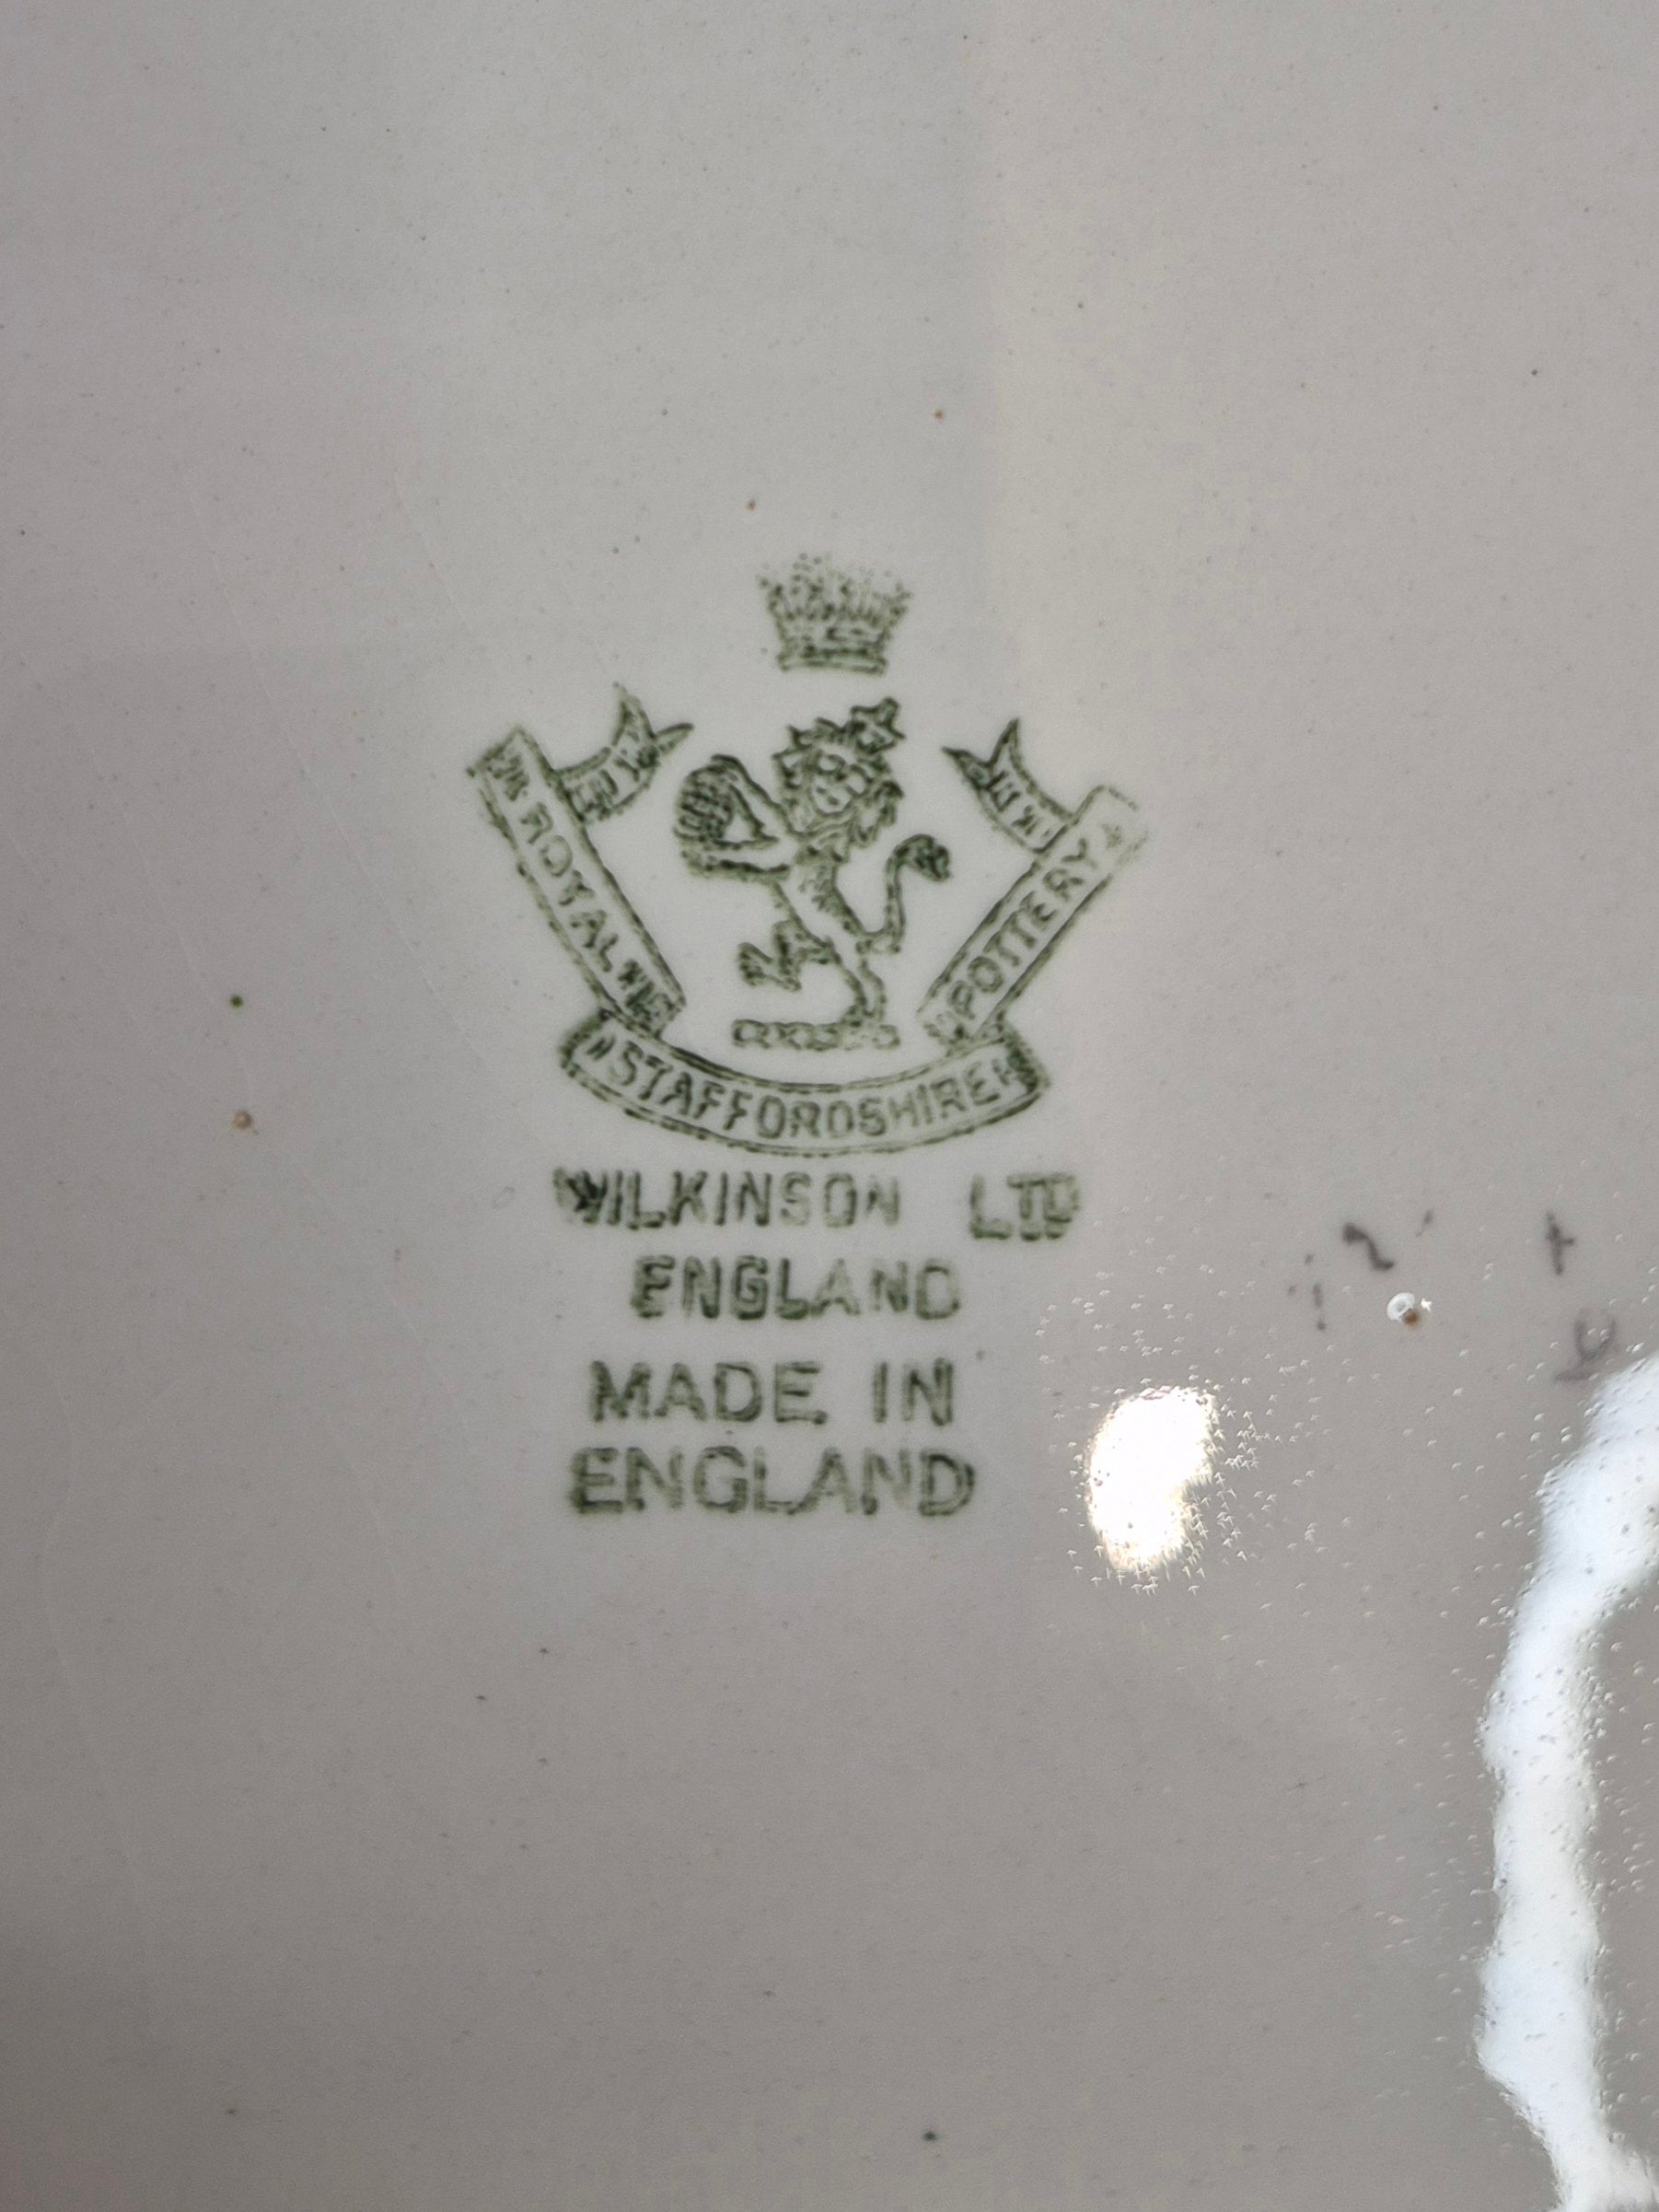 ROYAL
STAFFORDSHIRE
POTTERY
WILKINSON LTD
ENGLAND
MADE IN
ENGLAND